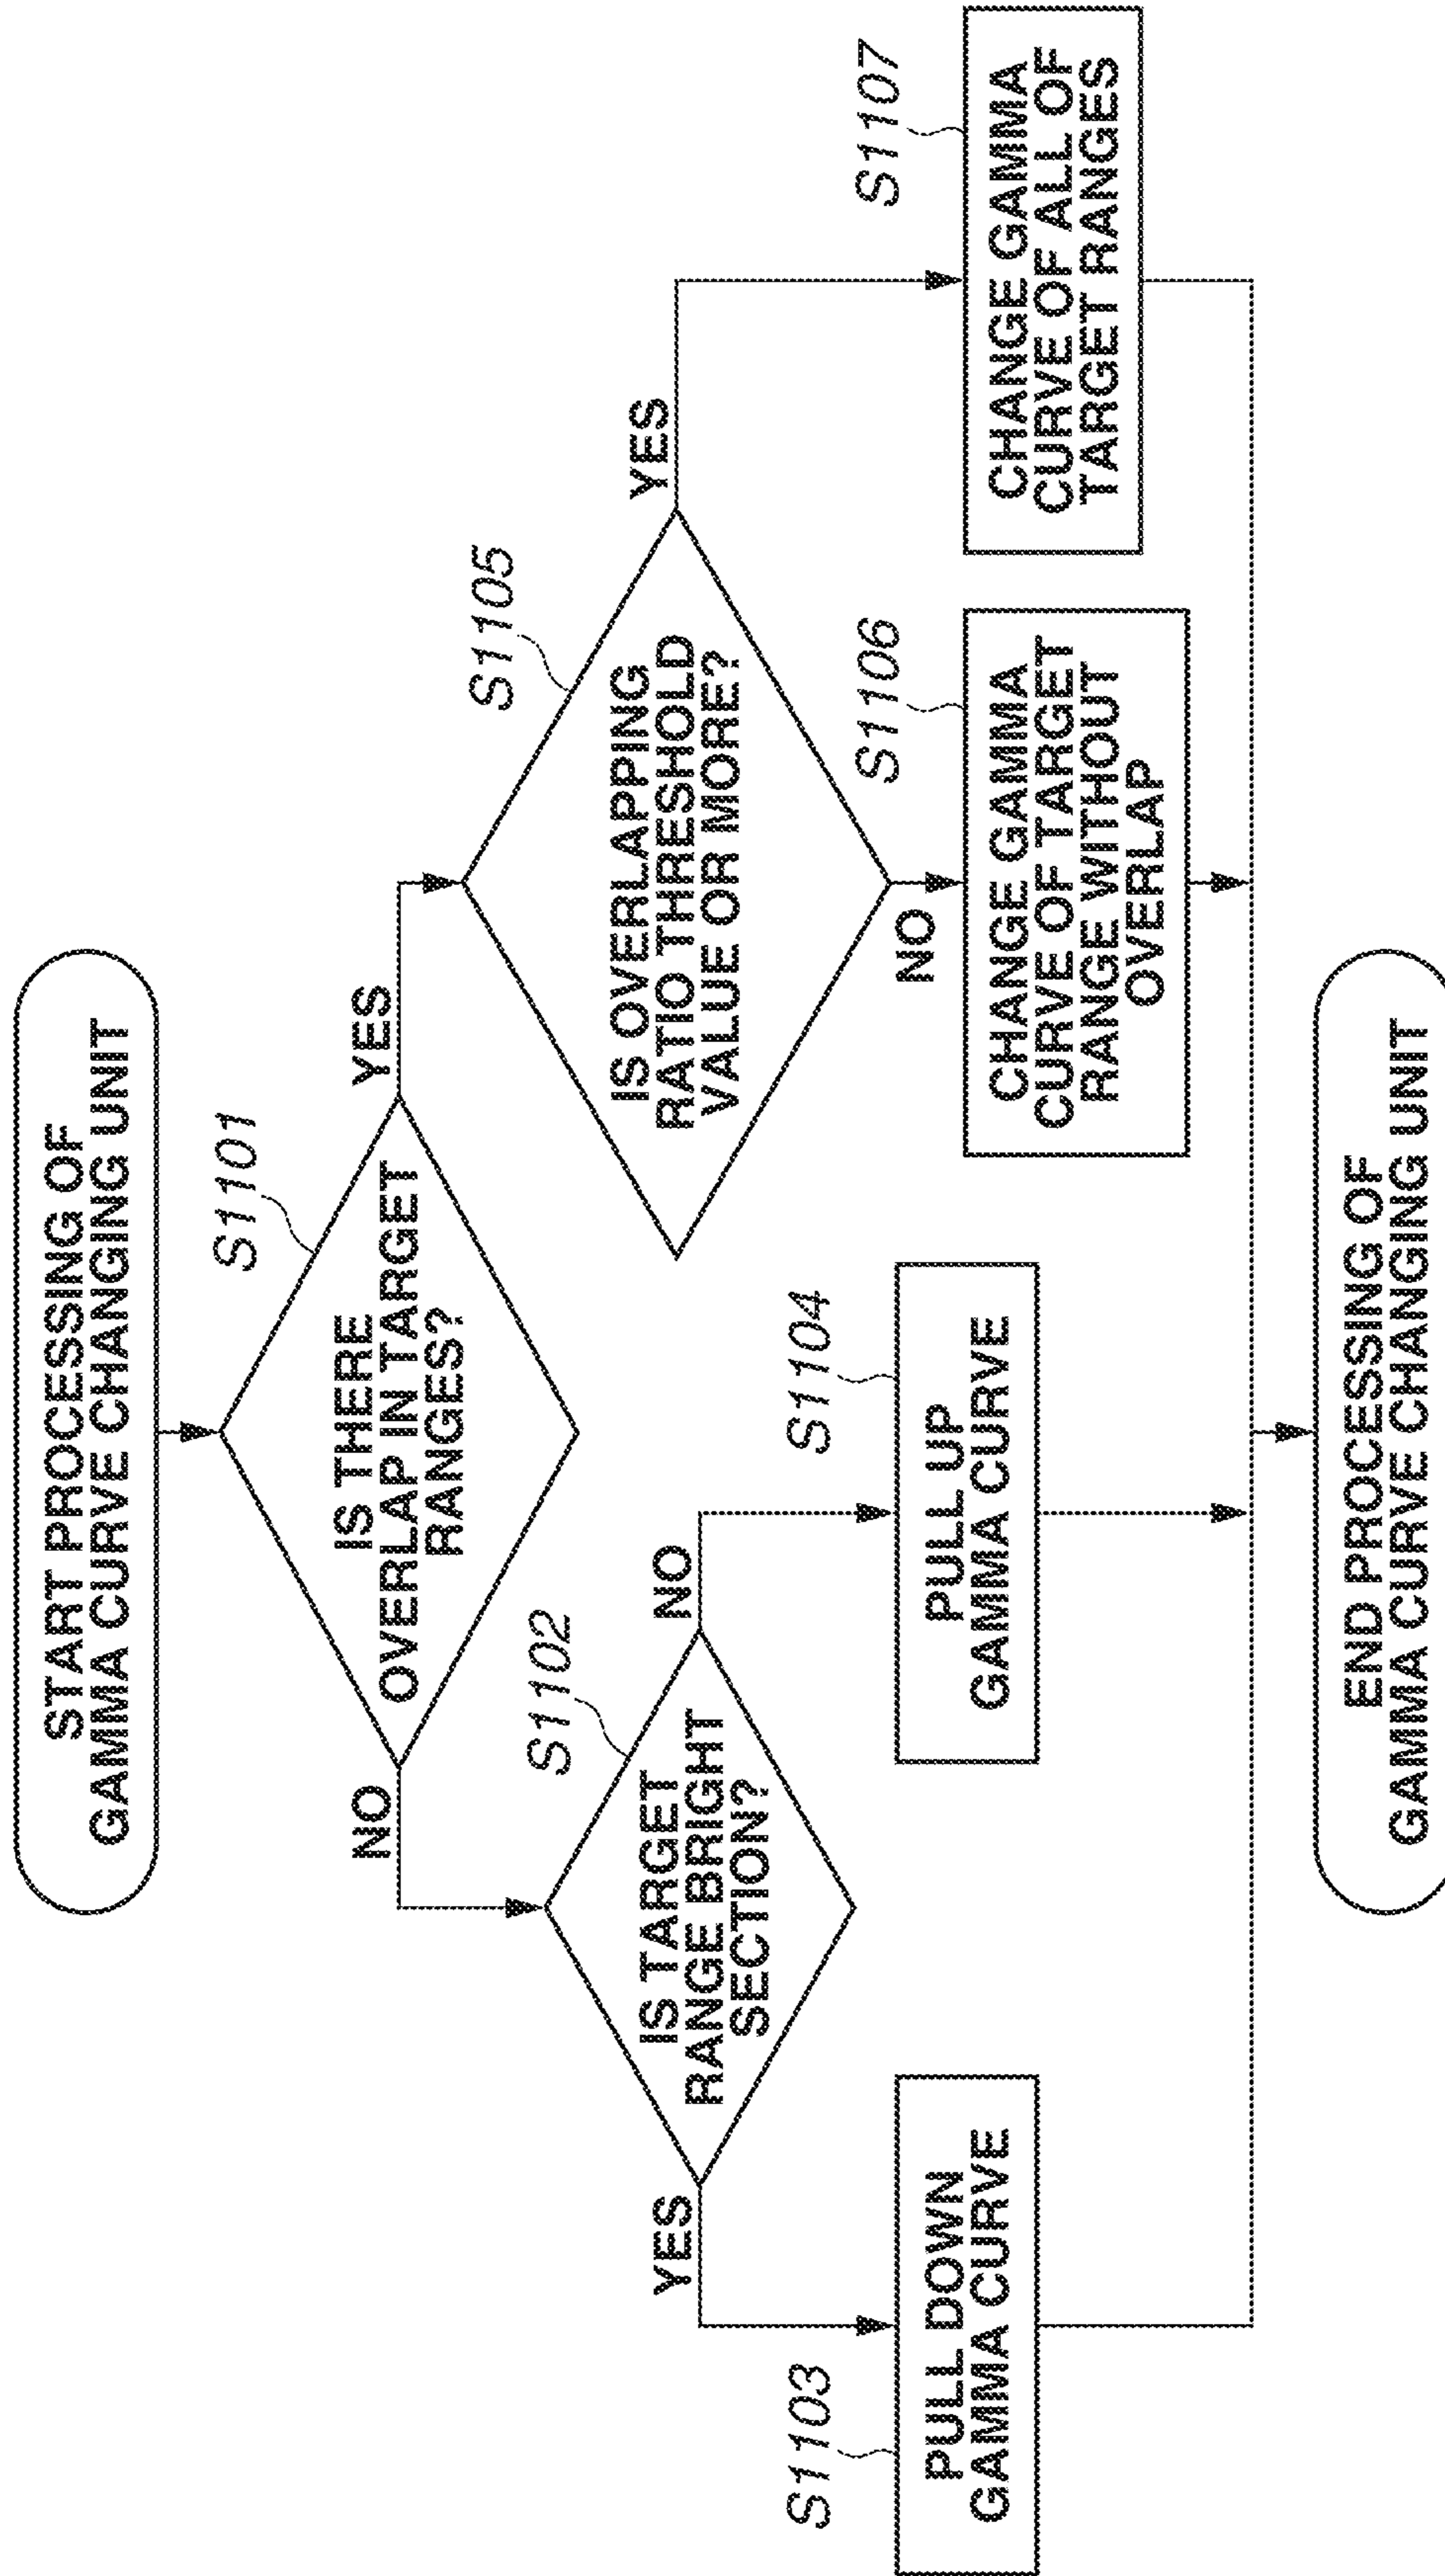 START PROCESSING OF
GAMMA CURVE CHANGING UNIT
S1101
IS THERE
OVERLAP IN TARGET
RANGES?
NO
YES
S1102
IS TARGET
RANGE BRIGHT
SECTION?
YES
NO
S1103
PULL DOWN
GAMMA CURVE
S1104
PULL UP
GAMMA CURVE
S1105
IS OVERLAPPING
RATIO THRESHOLD
VALUE OR MORE?
YES
NO
S1106
CHANGE GAMMA
CURVE OF TARGET
RANGE WITHOUT
OVERLAP
S1107
CHANGE GAMMA
CURVE OF ALL OF
TARGET RANGES
END PROCESSING OF
GAMMA CURVE CHANGING UNIT